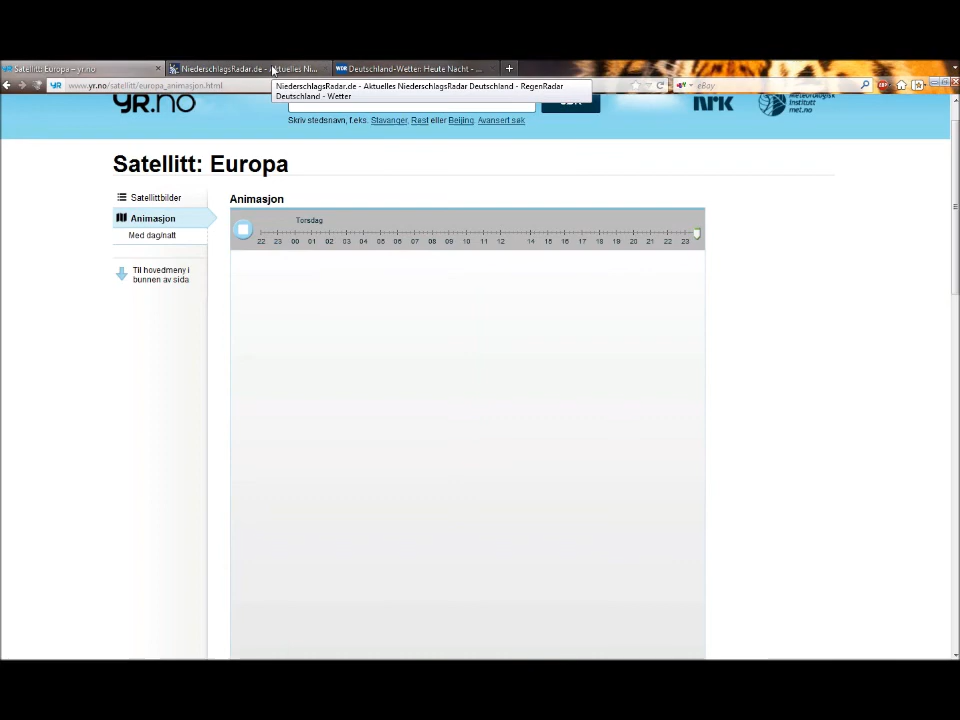 Satellitt: Europa – yr.no
NiederschlagsRadar.de - Aktuelles Ni...
Deutschland-Wetter: Heute Nacht - ...
www.yr.no/satellitt/europa_animasjon.html
eBay
NiederschlagsRadar.de - Aktuelles NiederschlagsRadar Deutschland - RegenRadar
Deutschland - Wetter
yr.no
NRK
Meteorologisk
Institutt
met.no
Skriv stedsnavn, f.eks. Stavanger, Røst eller Beijing. Avansert søk
Satellitt: Europa
Satellittbilder
Animasjon
Med dag/natt
Til hovedmeny i
bunnen av sida
Animasjon
Torsdag
22 23 00 01 02 03 04 05 06 07 08 09 10 11 12 14 15 16 17 18 19 20 21 22 23